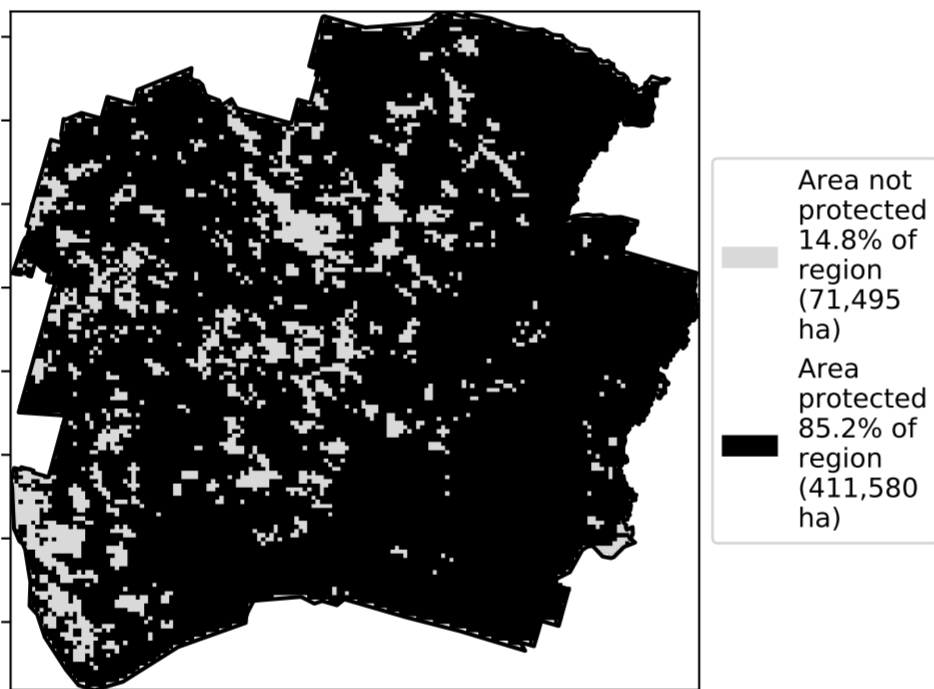 Area not
protected
14.8% of
region
(71,495
ha)
Area
protected
85.2% of
region
(411,580
ha)